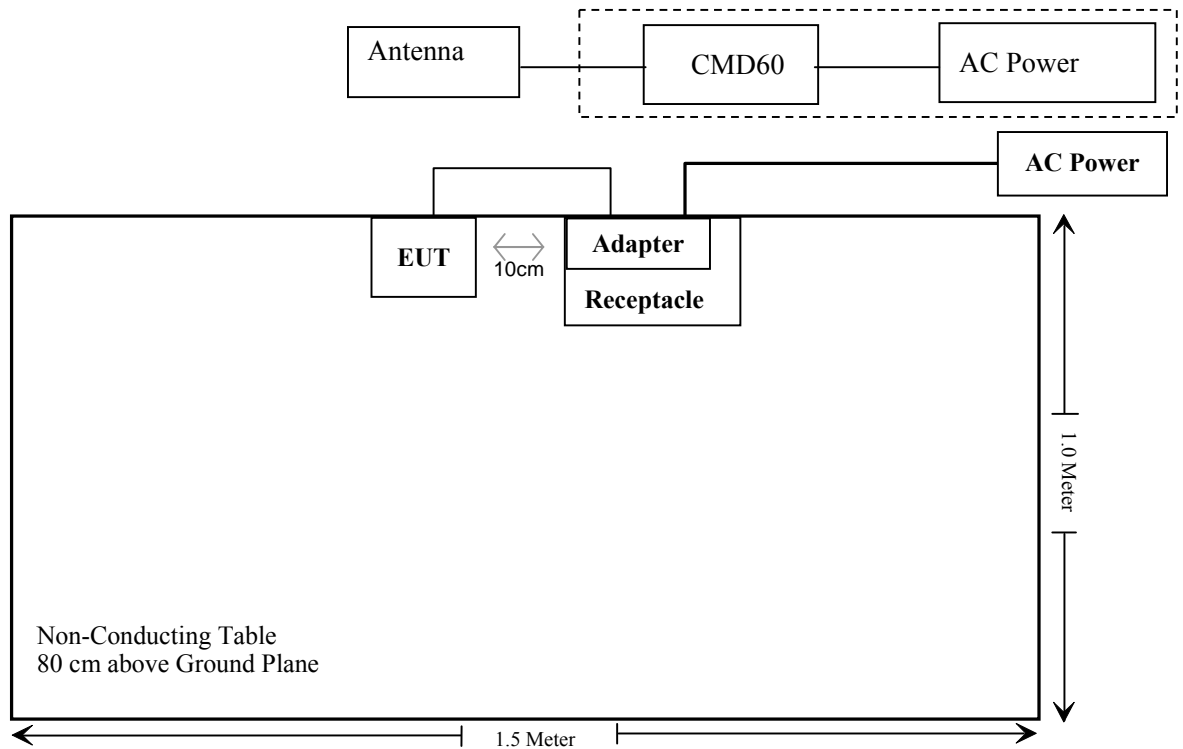 Antenna
CMD60
AC Power
AC Power
EUT
10cm
Adapter
Receptacle
1.0 Meter
Non-Conducting Table
80 cm above Ground Plane
1.5 Meter